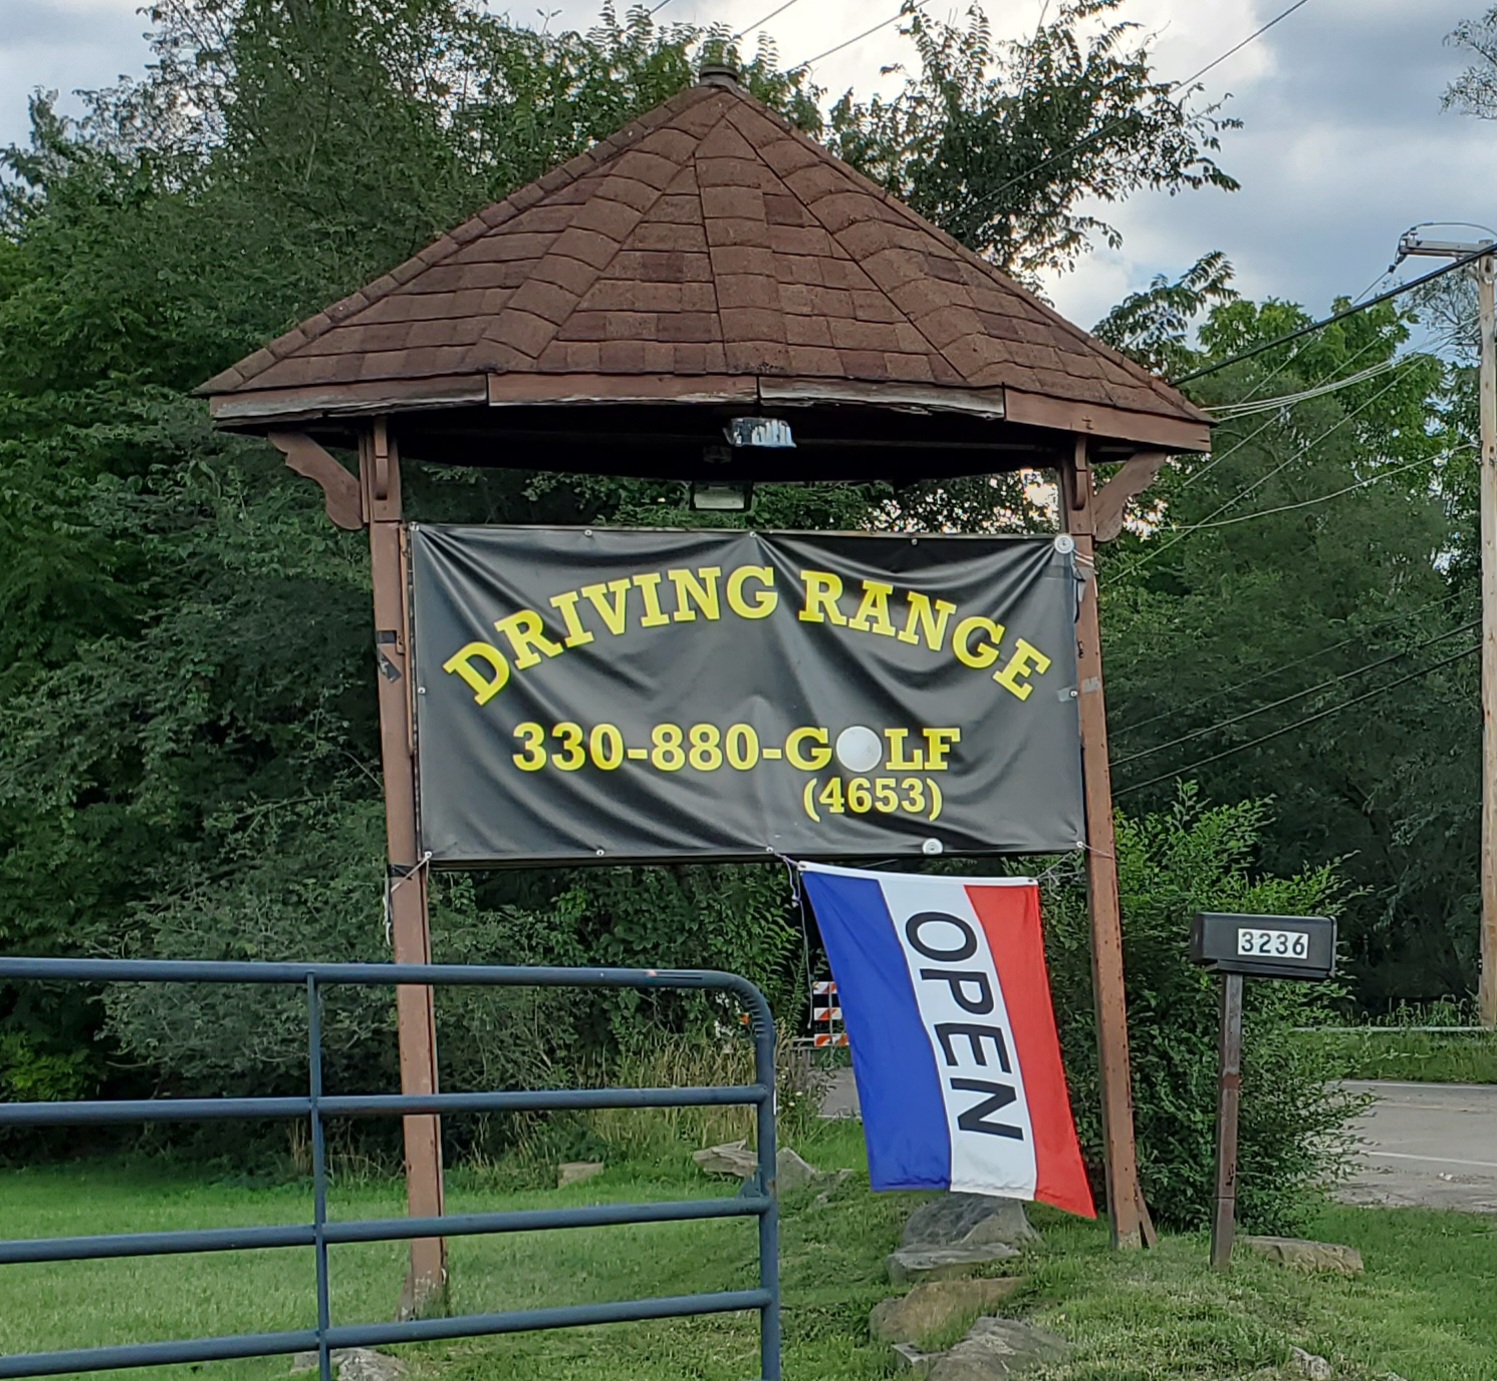 DRIVING RANGE
330-880-GOLF
(4653)
OPEN
3236